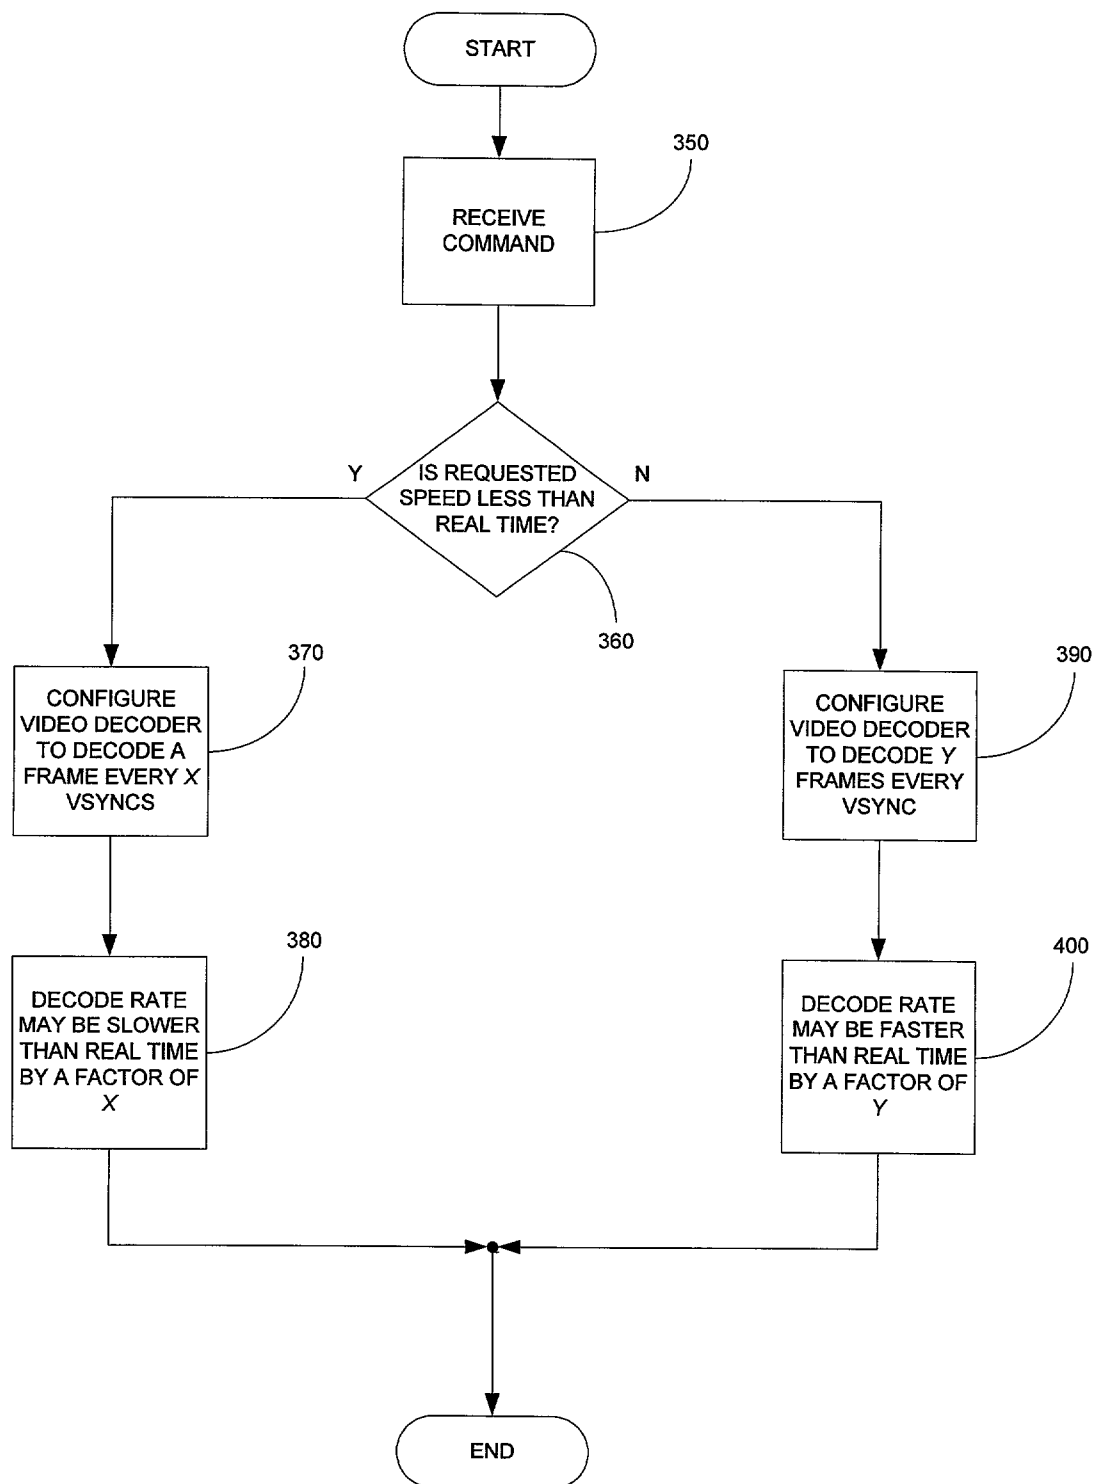 START
350
RECEIVE
COMMAND
Y
IS REQUESTED
SPEED LESS THAN
REAL TIME?
N
360
370
CONFIGURE
VIDEO DECODER
TO DECODE A
FRAME EVERY X
VSYNCS
390
CONFIGURE
VIDEO DECODER
TO DECODE Y
FRAMES EVERY
VSYNC
380
DECODE RATE
MAY BE SLOWER
THAN REAL TIME
BY A FACTOR OF
X
400
DECODE RATE
MAY BE FASTER
THAN REAL TIME
BY A FACTOR OF
Y
END